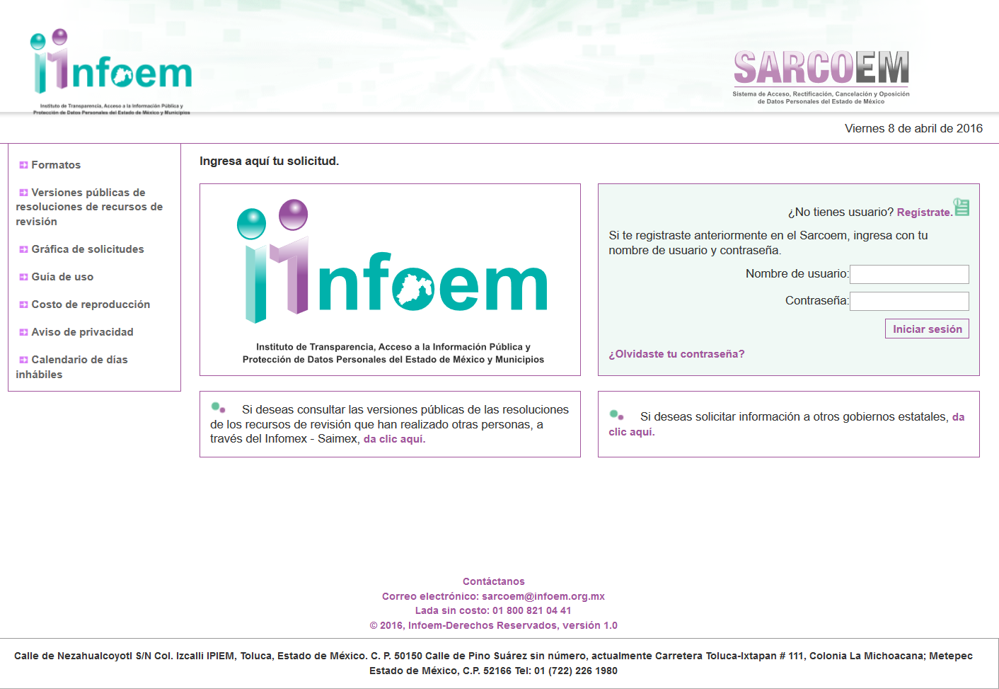 infoem
Instituto de Transparencia, Acceso a la Información Pública y
Protección de Datos Personales del Estado de México y Municipios
SARCOEM
Sistema de Acceso, Rectificación, Cancelación y Oposición
de Datos Personales del Estado de México
Viernes 8 de abril de 2016
Formatos
Versiones públicas de
resoluciones de recursos de
revisión
Gráfica de solicitudes
Guía de uso
Costo de reproducción
Aviso de privacidad
Calendario de días
inhábiles
Ingresa aquí tu solicitud.
infoem
Instituto de Transparencia, Acceso a la Información Pública y
Protección de Datos Personales del Estado de México y Municipios
¿No tienes usuario? Regístrate.
Si te registraste anteriormente en el Sarcoem, ingresa con tu
nombre de usuario y contraseña.
Nombre de usuario:
Contraseña:
Iniciar sesión
¿Olvidaste tu contraseña?
Si deseas consultar las versiones públicas de las resoluciones
de los recursos de revisión que han realizado otras personas, a
través del Infomex - Saimex, da clic aquí.
Si deseas solicitar información a otros gobiernos estatales, da
clic aquí.
Contáctanos
Correo electrónico: sarcoem@infoem.org.mx
Lada sin costo: 01 800 821 04 41
© 2016, Infoem-Derechos Reservados, versión 1.0
Calle de Nezahualcoyotl S/N Col. Izcalli IPIEM, Toluca, Estado de México. C. P. 50150 Calle de Pino Suárez sin número, actualmente Carretera Toluca-Ixtapan # 111, Colonia La Michoacana; Metepec
Estado de México, C.P. 52166 Tel: 01 (722) 226 1980